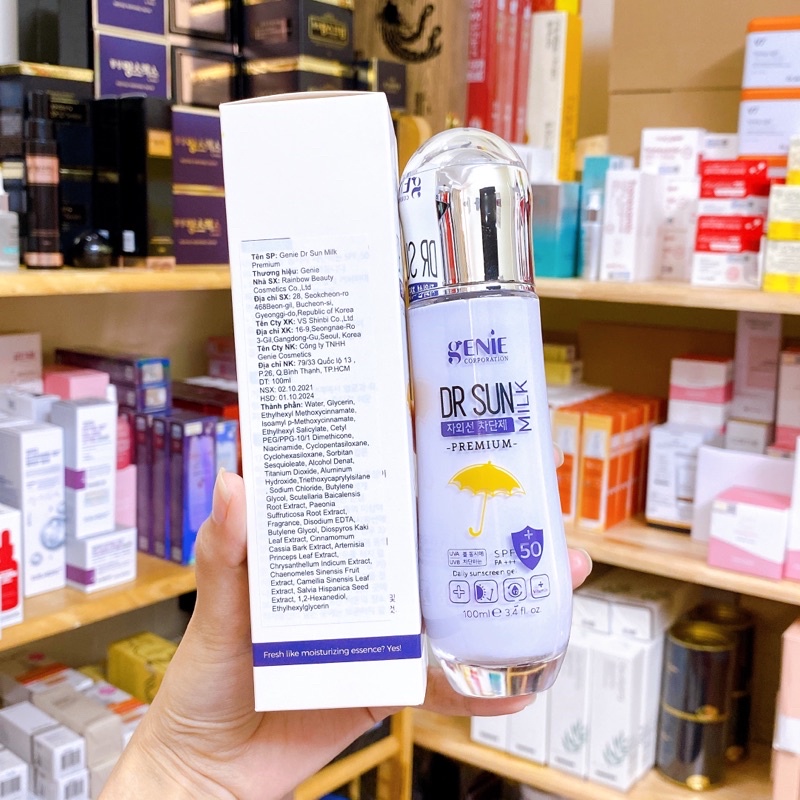 Tên SP: Genie Dr Sun Milk
Premium
Thương hiệu: Genie
Nhà SX: Rainbow Beauty
Cosmetics Co.,Ltd
Địa chỉ SX: 28, Seokcheon-ro
468Beon-gil, Bucheon-si,
Gyeonggi-do,Republic of Korea
Tên Cty XK: VS Shinbi Co.,Ltd
Địa chỉ XK: 16-9,Seongnae-Ro
3-Gil,Gangdong-Gu,Seoul, Korea
Tên Cty NK: Công ty TNHH
Genie Cosmetics
Địa chỉ NK: 79/33 Quốc lộ 13 ,
P.26, Q.Bình Thạnh, TP.HCM
DT: 100ml
NSX: 02.10.2021
HSD: 01.10.2024
Thành phần: Water, Glycerin,
Ethylhexyl Methoxycinnamate,
Isoamyl p-Methoxycinnamate,
Ethylhexyl Salicylate, Cetyl
PEG/PPG-10/1 Dimethicone,
Niacinamide, Cyclopentasiloxane,
Cyclohexasiloxane, Sorbitan
Sesquioleate, Alcohol Denat,
Titanium Dioxide, Aluminum
Hydroxide,Triethoxycaprylylsilane
, Sodium Chloride, Butylene
Glycol, Scutellaria Baicalensis
Root Extract, Paeonia
Suffruticosa Root Extract,
Fragrance, Disodium EDTA,
Butylene Glycol, Diospyros Kaki
Leaf Extract, Cinnamomum
Cassia Bark Extract, Artemisia
Princeps Leaf Extract,
Chrysanthellum Indicum Extract,
Chaenomeles Sinensis Fruit
Extract, Camellia Sinensis Leaf
Extract, Salvia Hispanica Seed
Extract, 1,2-Hexanediol,
Ethylhexylglycerin
Fresh like moisturizing essence? Yes!
GENIE
CORPORATION
DR SUN
MILK
자외선 차단제
-PREMIUM-
SPF
50
+
PA+++
UVA
UVB
Daily sunscreen gel
100ml e 3.4 fl. oz
DR S